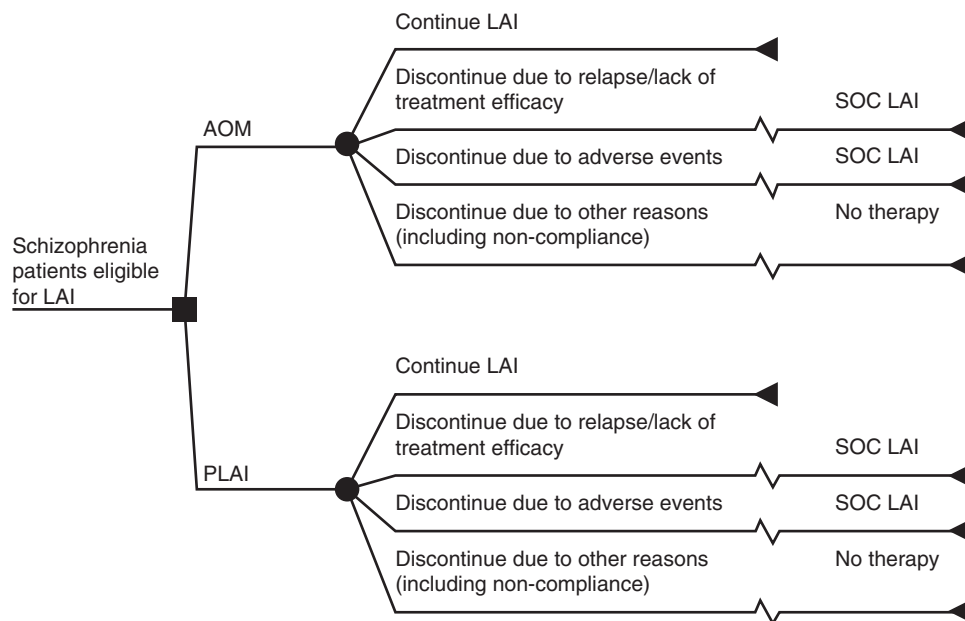 Continue LAI
Discontinue due to relapse/lack of
treatment efficacy
SOC LAI
AOM
Discontinue due to adverse events
SOC LAI
Discontinue due to other reasons
(including non-compliance)
No therapy
Schizophrenia
patients eligible
for LAI
Continue LAI
Discontinue due to relapse/lack of
treatment efficacy
SOC LAI
PLAI
Discontinue due to adverse events
SOC LAI
Discontinue due to other reasons
(including non-compliance)
No therapy